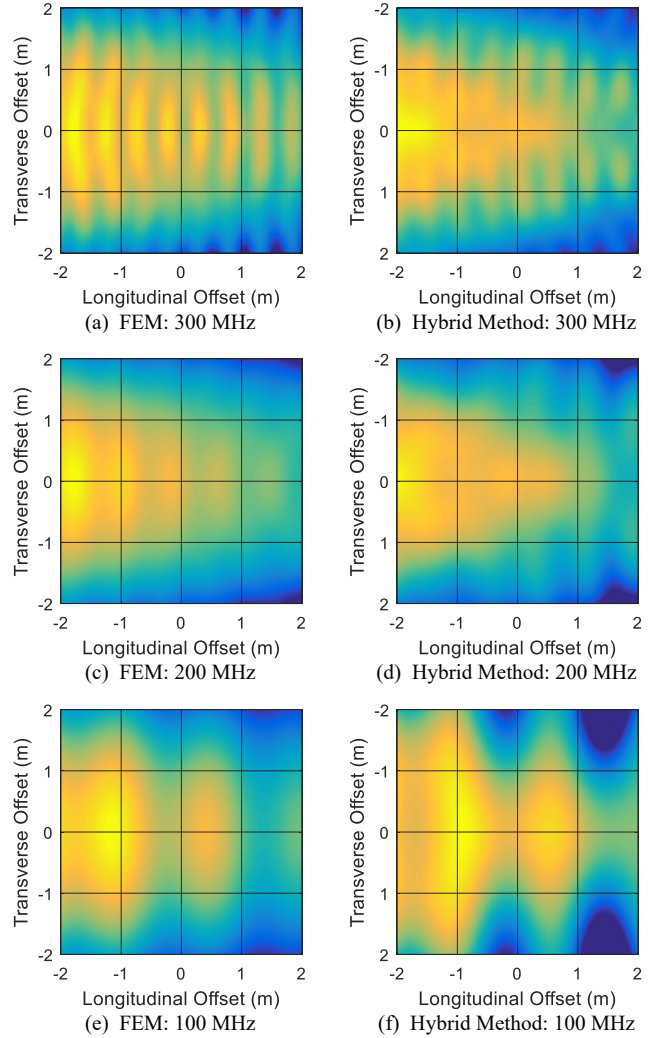 2
1
0
-1
-2
Transverse Offset (m)
-2 -1 0 1 2
Longitudinal Offset (m)
(a) FEM: 300 MHz
-2
-1
0
1
2
Transverse Offset (m)
-2 -1 0 1 2
Longitudinal Offset (m)
(b) Hybrid Method: 300 MHz
2
1
0
-1
-2
Transverse Offset (m)
-2 -1 0 1 2
Longitudinal Offset (m)
(c) FEM: 200 MHz
-2
-1
0
1
2
Transverse Offset (m)
-2 -1 0 1 2
Longitudinal Offset (m)
(d) Hybrid Method: 200 MHz
2
1
0
-1
-2
Transverse Offset (m)
-2 -1 0 1 2
Longitudinal Offset (m)
(e) FEM: 100 MHz
-2
-1
0
1
2
Transverse Offset (m)
-2 -1 0 1 2
Longitudinal Offset (m)
(f) Hybrid Method: 100 MHz